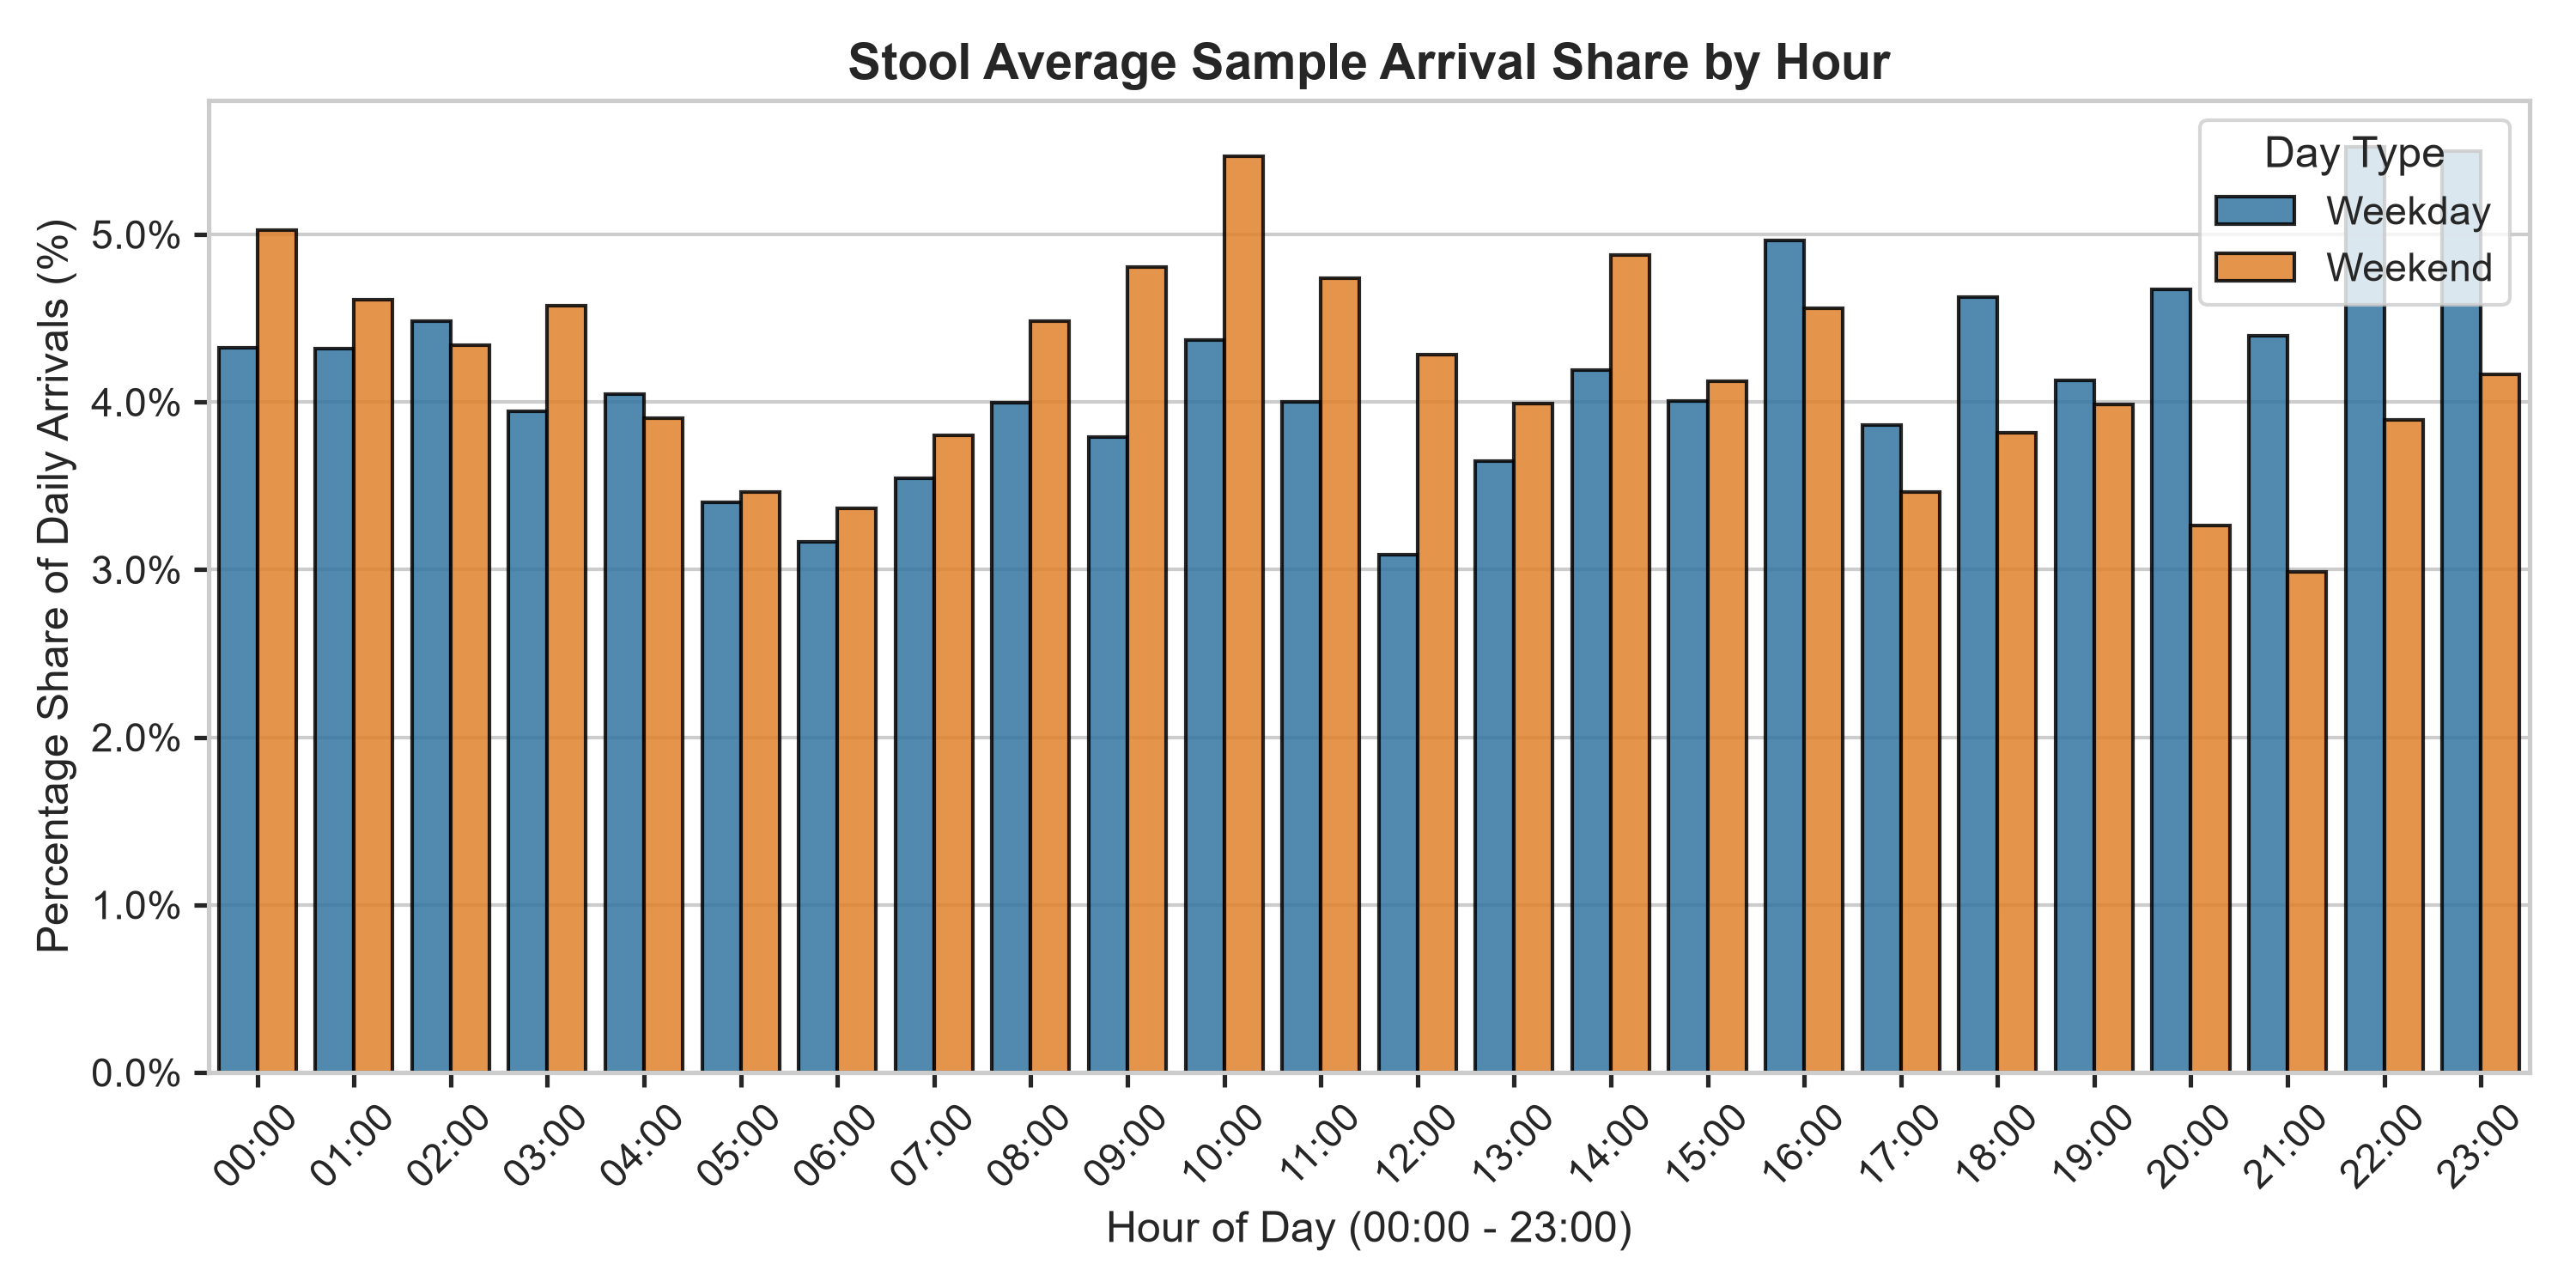 Stool Average Sample Arrival Share by Hour
Day Type
Weekday
Weekend
Percentage Share of Daily Arrivals (%)
5.0%
4.0%
3.0%
2.0%
1.0%
0.0%
00:00 01:00 02:00 03:00 04:00 05:00 06:00 07:00 08:00 09:00 10:00 11:00 12:00 13:00 14:00 15:00 16:00 17:00 18:00 19:00 20:00 21:00 22:00 23:00
Hour of Day (00:00 - 23:00)